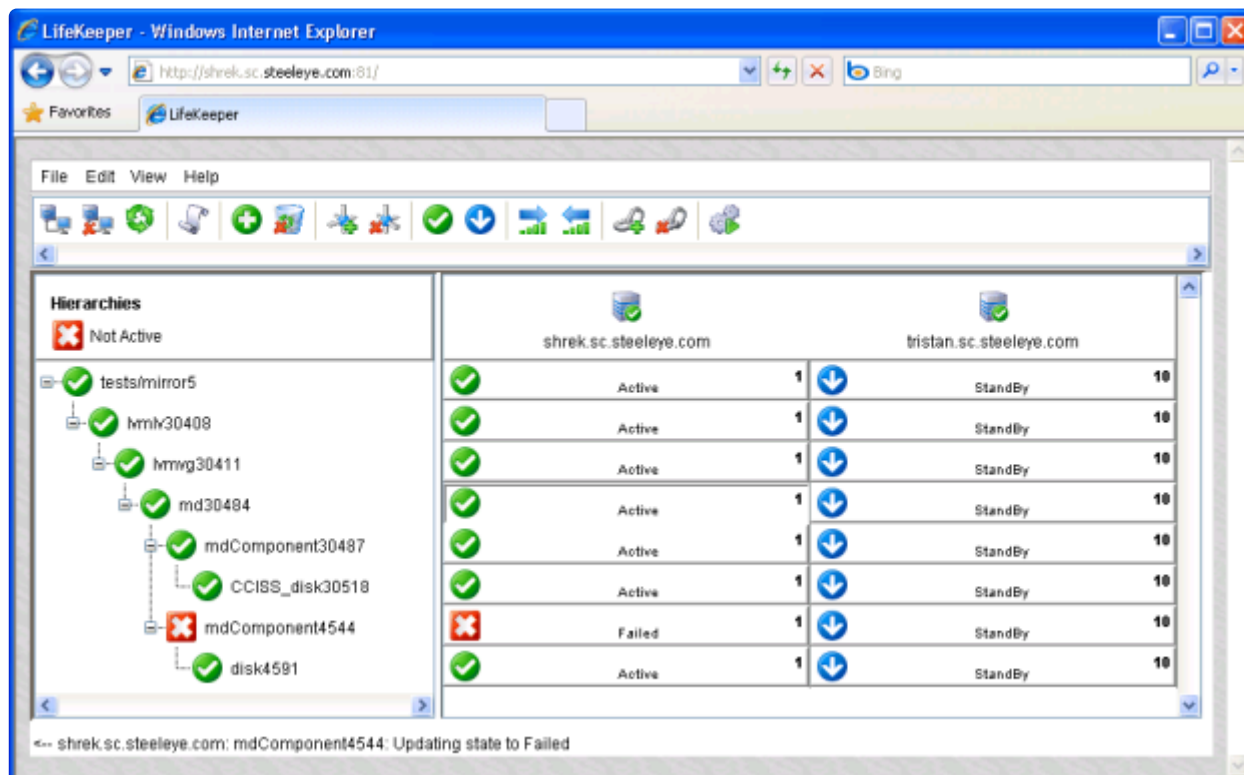 LifeKeeper - Windows Internet Explorer
http://shrek.sc.steeleye.com:81/
Bing
Favorites
LifeKeeper
File Edit View Help
Hierarchies
Not Active
shrek.sc.steeleye.com
tristan.sc.steeleye.com
tests/mirror5 Active 1 StandBy 10
lvmlv30408 Active 1 StandBy 10
lvmvg30411 Active 1 StandBy 10
md30484 Active 1 StandBy 10
mdComponent30487 Active 1 StandBy 10
CCISS_disk30518 Active 1 StandBy 10
mdComponent4544 Failed 1 StandBy 10
disk4591 Active 1 StandBy 10
<-- shrek.sc.steeleye.com: mdComponent4544: Updating state to Failed